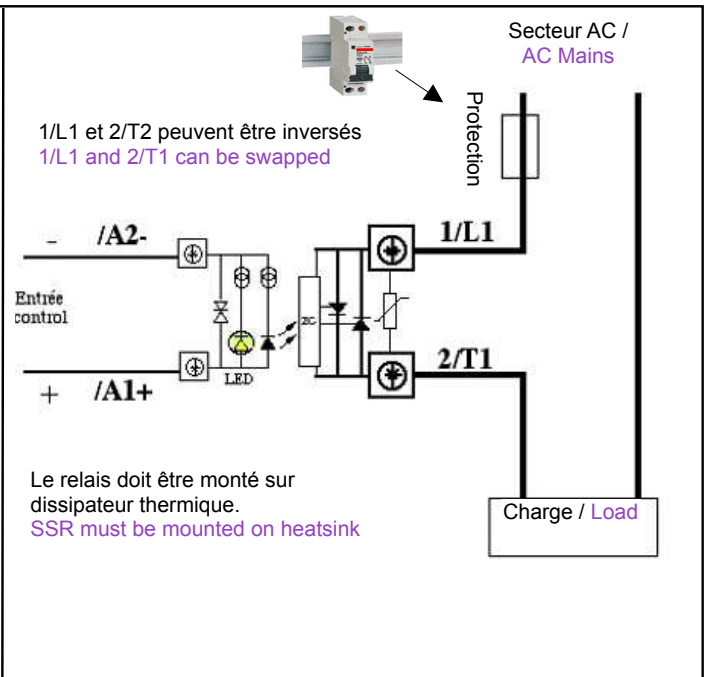 Secteur AC /
AC Mains
Protection
1/L1 et 2/T2 peuvent être inversés
1/L1 and 2/T1 can be swapped
- /A2-
1/L1
Entrée
control
ZC
LED
+ /A1+
2/T1
Le relais doit être monté sur
dissipateur thermique.
SSR must be mounted on heatsink
Charge / Load